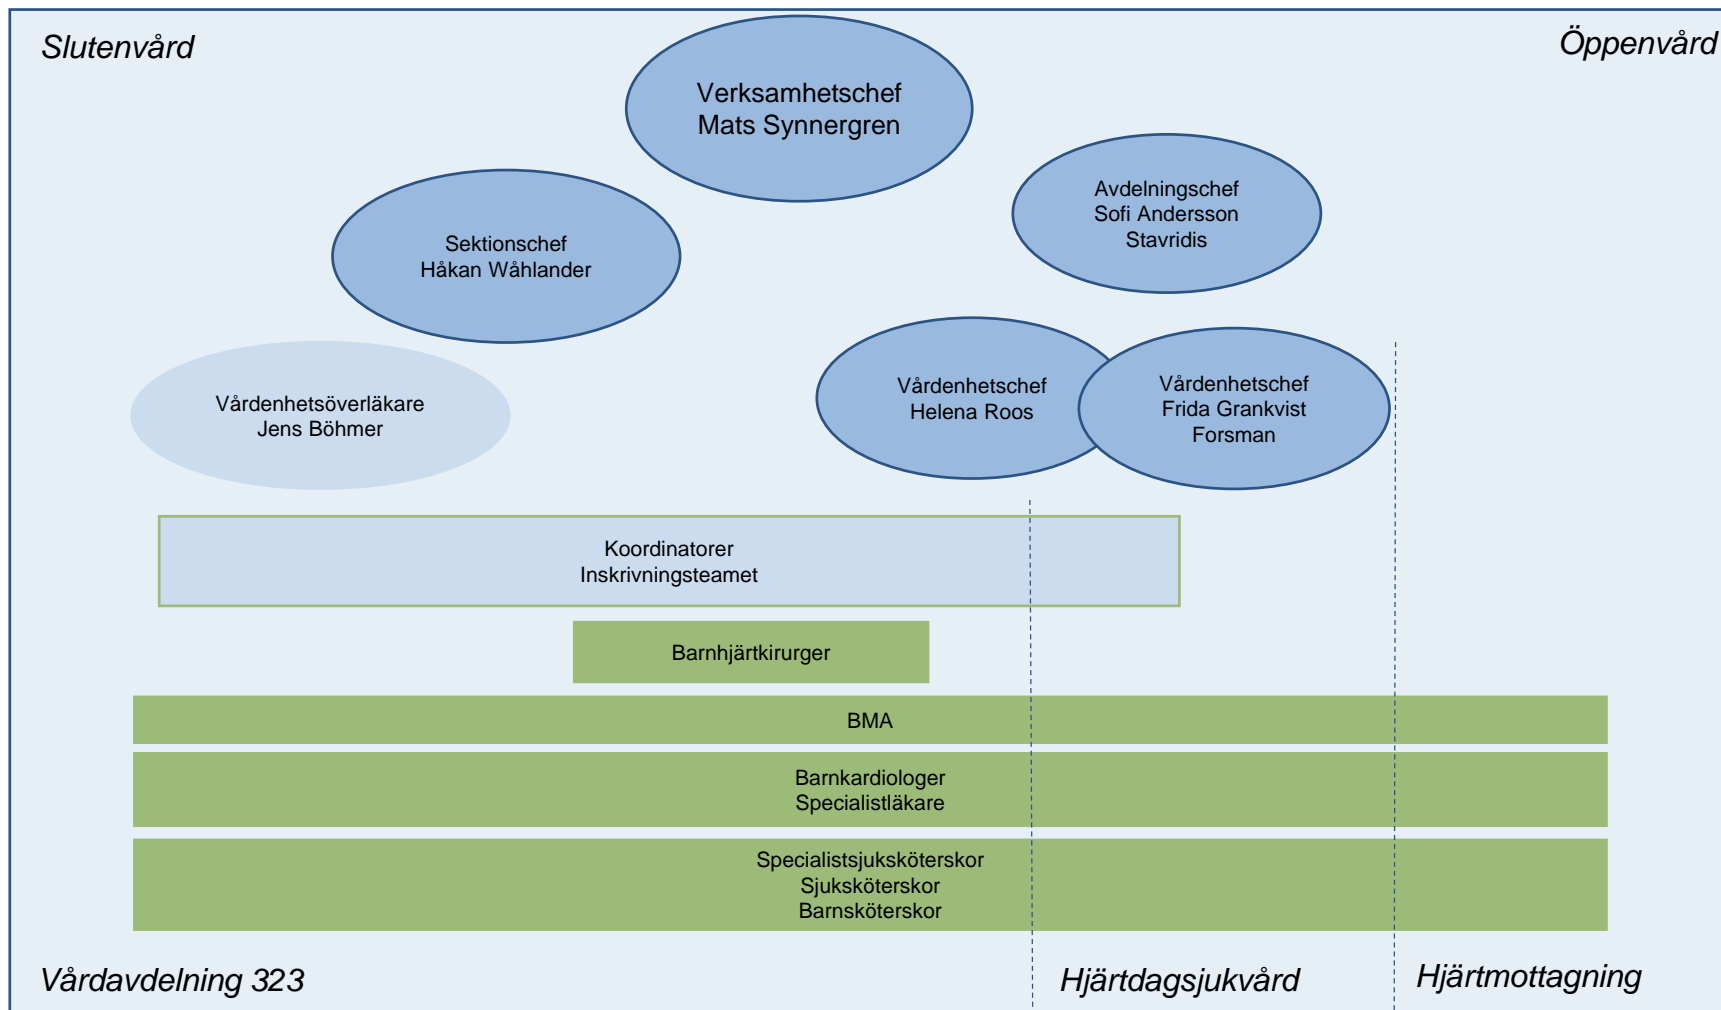 Slutenvård
Öppenvård
Verksamhetschef
Mats Synnergren
Avdelningschef
Sofi Andersson
Stavridis
Sektionschef
Håkan Wåhlander
Vårdenhetsöverläkare
Jens Böhmer
Vårdenhetschef
Helena Roos
Vårdenhetschef
Frida Grankvist
Forsman
Koordinatorer
Inskrivningsteamet
Barnhjärtkirurger
BMA
Barnkardiologer
Specialistläkare
Specialistsjuksköterskor
Sjuksköterskor
Barnsköterskor
Vårdavdelning 323
Hjärtdagsjukvård
Hjärtmottagning